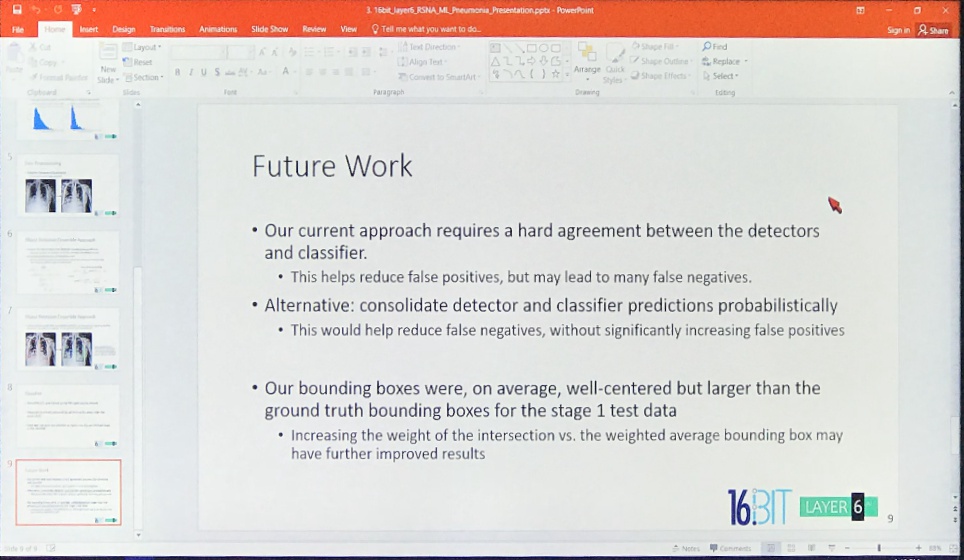 3. 16bit_layer6_RSNA_ML_Pneumonia_Presentation.pptx - PowerPoint
File Home Insert Design Transitions Animations Slide Show Review View Tell me what you want to do... Sign in Share
Cut
Copy
Format Painter
Paste
Clipboard
New
Slide
Layout
Reset
Section
Slides
Font
Text Direction
Align Text
Convert to SmartArt
Paragraph
Arrange
Quick
Styles
Shape Fill
Shape Outline
Shape Effects
Drawing
Find
Replace
Select
Editing
5
6
7
8
9
Future Work
• Our current approach requires a hard agreement between the detectors
and classifier.
• This helps reduce false positives, but may lead to many false negatives.
• Alternative: consolidate detector and classifier predictions probabilistically
• This would help reduce false negatives, without significantly increasing false positives
• Our bounding boxes were, on average, well-centered but larger than the
ground truth bounding boxes for the stage 1 test data
• Increasing the weight of the intersection vs. the weighted average bounding box may
have further improved results
16 BIT LAYER 6
9
Slide 9 of 9
Notes Comments